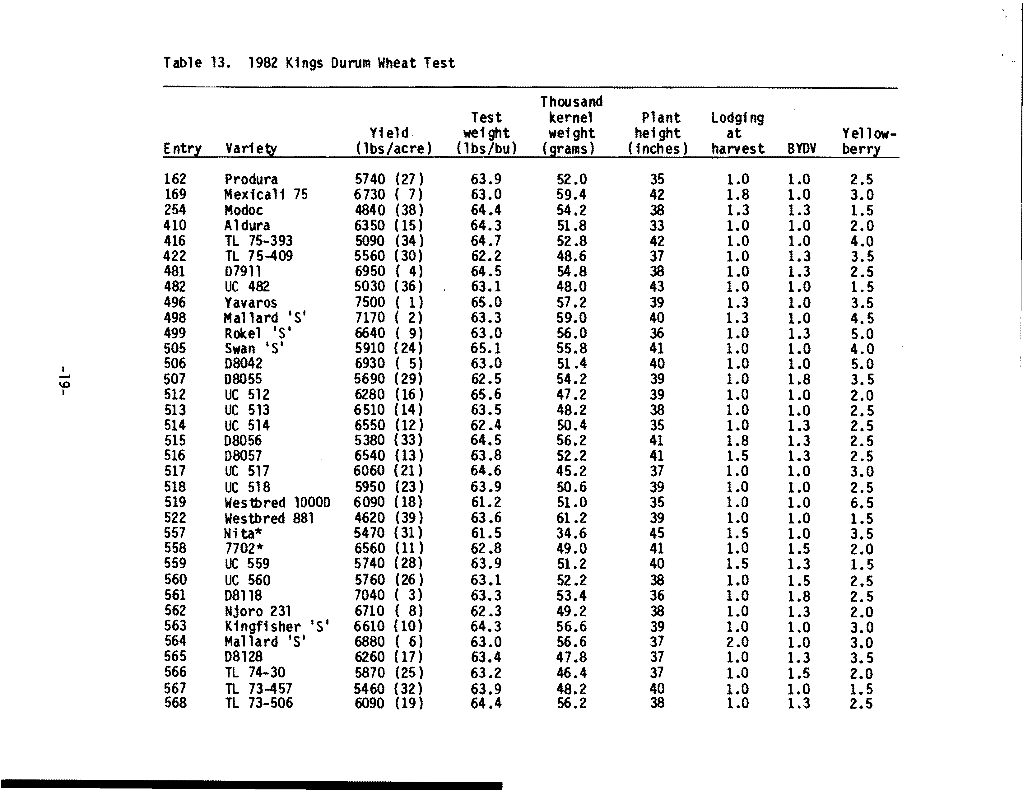 Table 13. 1982 Kings Durum Wheat Test
Thousand
Test kernel Plant Lodging
Yield weight weight height at Yellow-
Entry Variety (lbs/acre) (lbs/bu) (grams) (inches) harvest BYDV berry
162 Produra 5740 (27) 63.9 52.0 35 1.0 1.0 2.5
169 Mexicali 75 6730 ( 7) 63.0 59.4 42 1.8 1.0 3.0
254 Modoc 4840 (38) 64.4 54.2 38 1.3 1.3 1.5
410 Aldura 6350 (15) 64.3 51.8 33 1.0 1.0 2.0
416 TL 75-393 5090 (34) 64.7 52.8 42 1.0 1.0 4.0
422 TL 75-409 5560 (30) 62.2 48.6 37 1.0 1.3 3.5
481 D7911 6950 ( 4) 64.5 54.8 38 1.0 1.3 2.5
482 UC 482 5030 (36) 63.1 48.0 43 1.0 1.0 1.5
496 Yavaros 7500 ( 1) 65.0 57.2 39 1.3 1.0 3.5
498 Mallard 'S' 7170 ( 2) 63.3 59.0 40 1.3 1.0 4.5
499 Rokel 'S' 6640 ( 9) 63.0 56.0 36 1.0 1.3 5.0
505 Swan 'S' 5910 (24) 65.1 55.8 41 1.0 1.0 4.0
506 D8042 6930 ( 5) 63.0 51.4 40 1.0 1.0 5.0
507 D8055 5690 (29) 62.5 54.2 39 1.0 1.8 3.5
512 UC 512 6280 (16) 65.6 47.2 39 1.0 1.0 2.0
513 UC 513 6510 (14) 63.5 48.2 38 1.0 1.0 2.5
514 UC 514 6550 (12) 62.4 50.4 35 1.0 1.3 2.5
515 D8056 5380 (33) 64.5 56.2 41 1.8 1.3 2.5
516 D8057 6540 (13) 63.8 52.2 41 1.5 1.3 2.5
517 UC 517 6060 (21) 64.6 45.2 37 1.0 1.0 3.0
518 UC 518 5950 (23) 63.9 50.6 39 1.0 1.0 2.5
519 Westbred 1000D 6090 (18) 61.2 51.0 35 1.0 1.0 6.5
522 Westbred 881 4620 (39) 63.6 61.2 39 1.0 1.0 1.5
557 Nita* 5470 (31) 61.5 34.6 45 1.5 1.0 3.5
558 7702* 6560 (11) 62.8 49.0 41 1.0 1.5 2.0
559 UC 559 5740 (28) 63.9 51.2 40 1.5 1.3 1.5
560 UC 560 5760 (26) 63.1 52.2 38 1.0 1.5 2.5
561 D8118 7040 ( 3) 63.3 53.4 36 1.0 1.8 2.5
562 Njoro 231 6710 ( 8) 62.3 49.2 38 1.0 1.3 2.0
563 Kingfisher 'S' 6610 (10) 64.3 56.6 39 1.0 1.0 3.0
564 Mallard 'S' 6880 ( 6) 63.0 56.6 37 2.0 1.0 3.0
565 D8128 6260 (17) 63.4 47.8 37 1.0 1.3 3.5
566 TL 74-30 5870 (25) 63.2 46.4 37 1.0 1.5 2.0
567 TL 73-457 5460 (32) 63.9 48.2 40 1.0 1.0 1.5
568 TL 73-506 6090 (19) 64.4 56.2 38 1.0 1.3 2.5
-19-